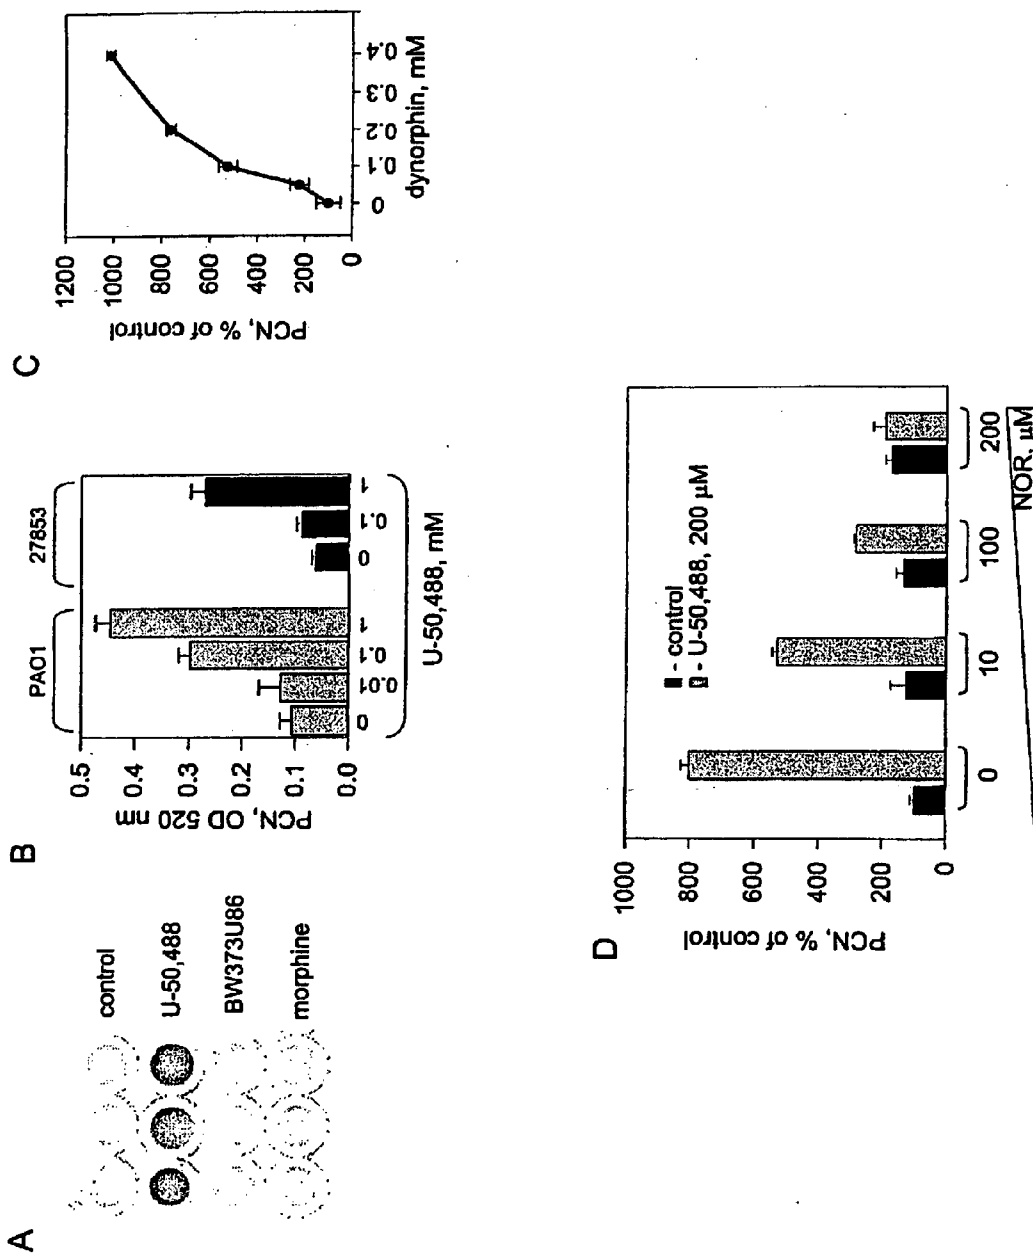 A
control
U-50,488
BW373U86
morphine
B
PAO1
27853
PCN, OD 520 nm
0.5
0.4
0.3
0.2
0.1
0.0
0
0.01
0.1
1
0
0.1
1
U-50,488, mM
C
PCN, % of control
1200
1000
800
600
400
200
0
0
0.1
0.2
0.3
0.4
dynorphin, mM
D
PCN, % of control
1000
800
600
400
200
0
- control
- U-50,488, 200 µM
0
10
100
200
NOR, µM